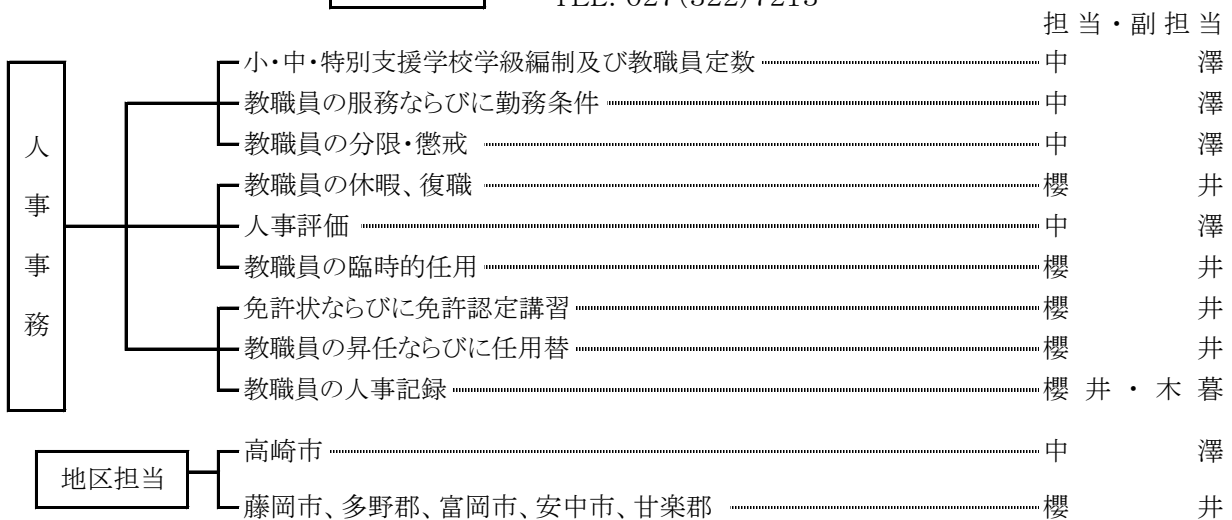 TEL: 027(322)7213
担当・副担当
人事事務
小・中・特別支援学校学級編制及び教職員定数 中澤
教職員の服務ならびに勤務条件 中澤
教職員の分限・懲戒 中澤
教職員の休暇、復職 櫻井
人事評価 中澤
教職員の臨時的任用 櫻井
免許状ならびに免許認定講習 櫻井
教職員の昇任ならびに任用替 櫻井
教職員の人事記録 櫻井・木暮
地区担当
高崎市 中澤
藤岡市、多野郡、富岡市、安中市、甘楽郡 櫻井